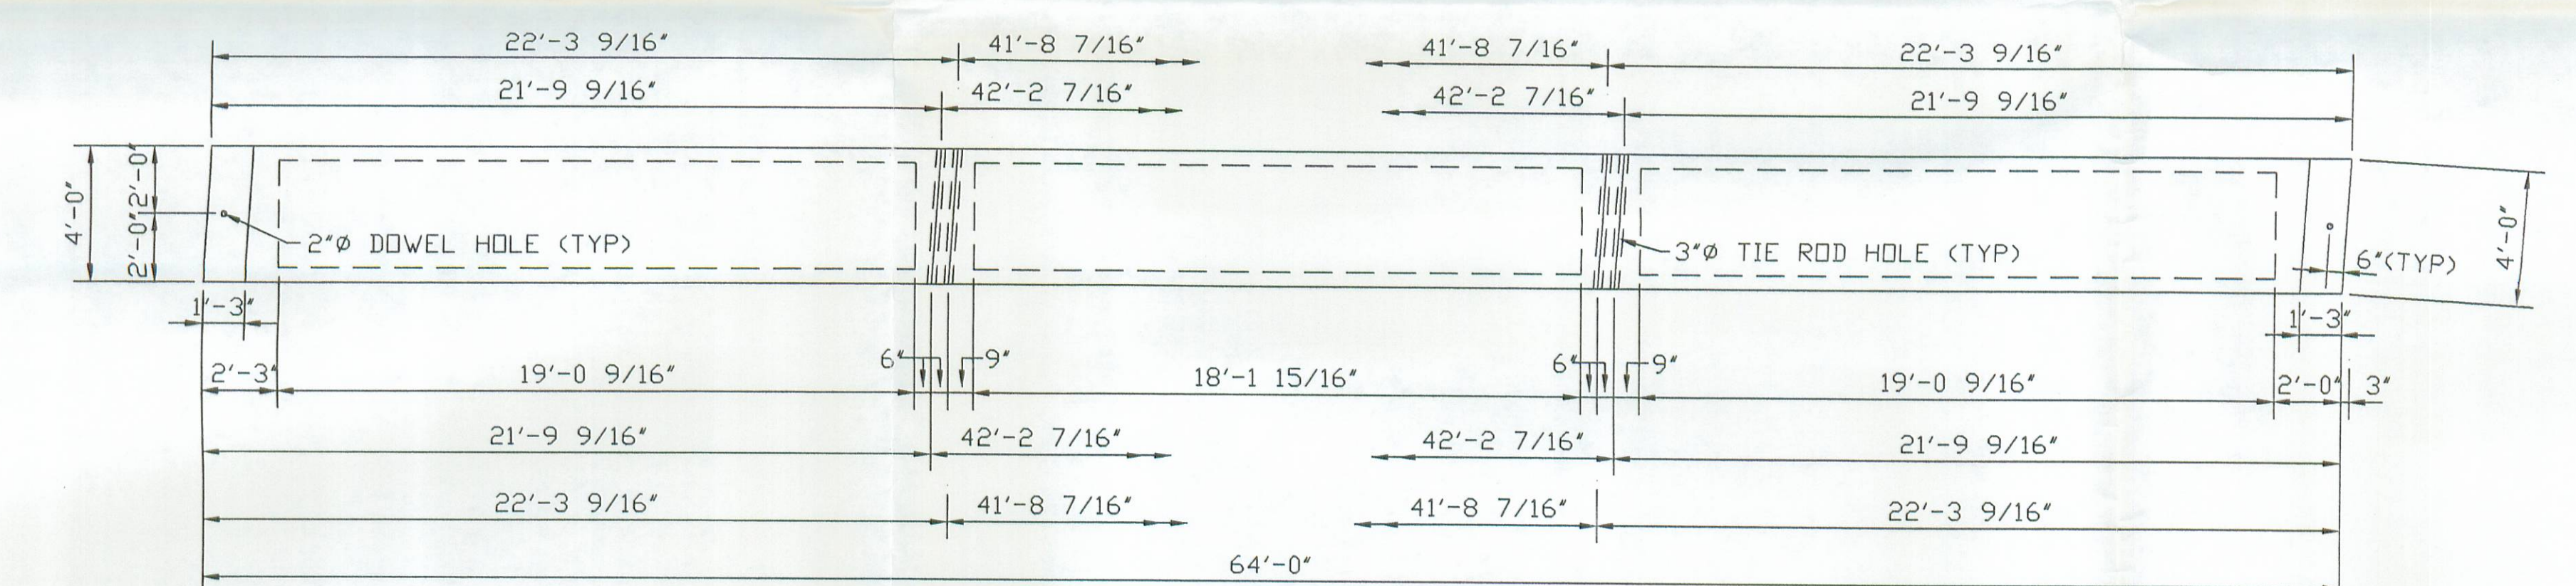 22'-3 9/16" 41'-8 7/16" 41'-8 7/16" 22'-3 9/16"
21'-9 9/16" 42'-2 7/16" 42'-2 7/16" 21'-9 9/16"
4'-0" 2'-0" 2'-0" 4'-0"
2"ø DOWEL HOLE (TYP) 3"ø TIE ROD HOLE (TYP) 6"(TYP)
1'-3" 1'-3"
6" 9" 6" 9"
2'-3" 19'-0 9/16" 18'-1 15/16" 19'-0 9/16" 2'-0" 3"
21'-9 9/16" 42'-2 7/16" 42'-2 7/16" 21'-9 9/16"
22'-3 9/16" 41'-8 7/16" 41'-8 7/16" 22'-3 9/16"
64'-0"